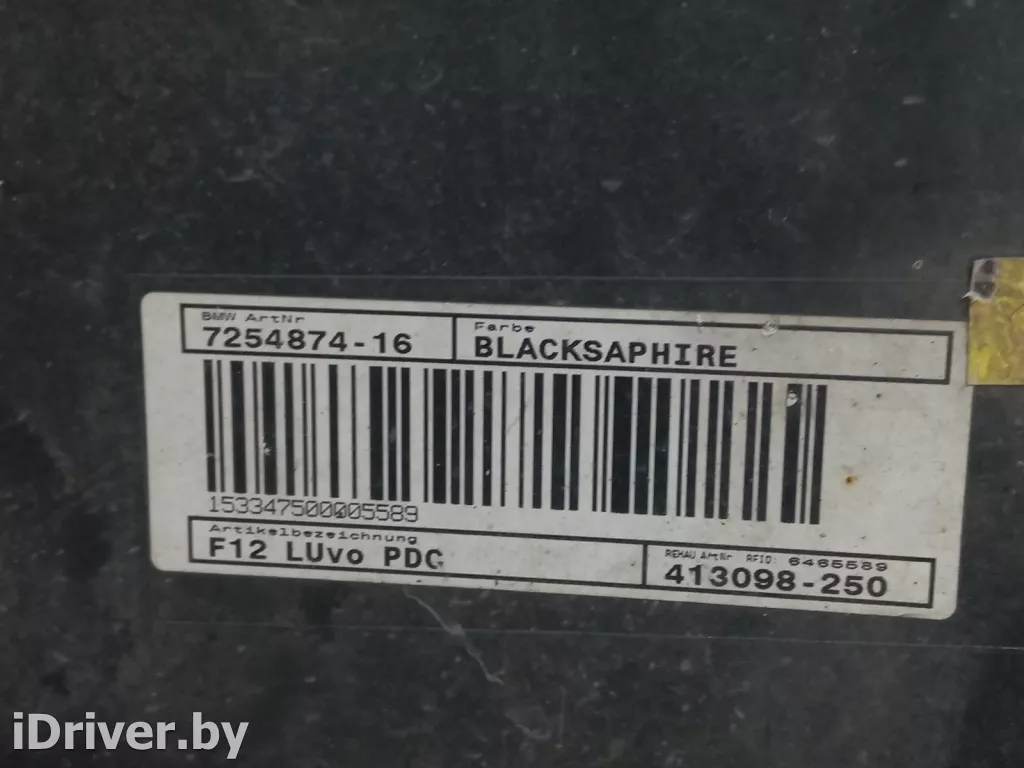 BMW ArtNr
7254874-16
Farbe
BLACKSAPHIRE
153347500005589
Artikelbezeichnung
F12 LUvo PDC
REHAU ArtNr RFID: 6465589
413098-250
iDriver.by